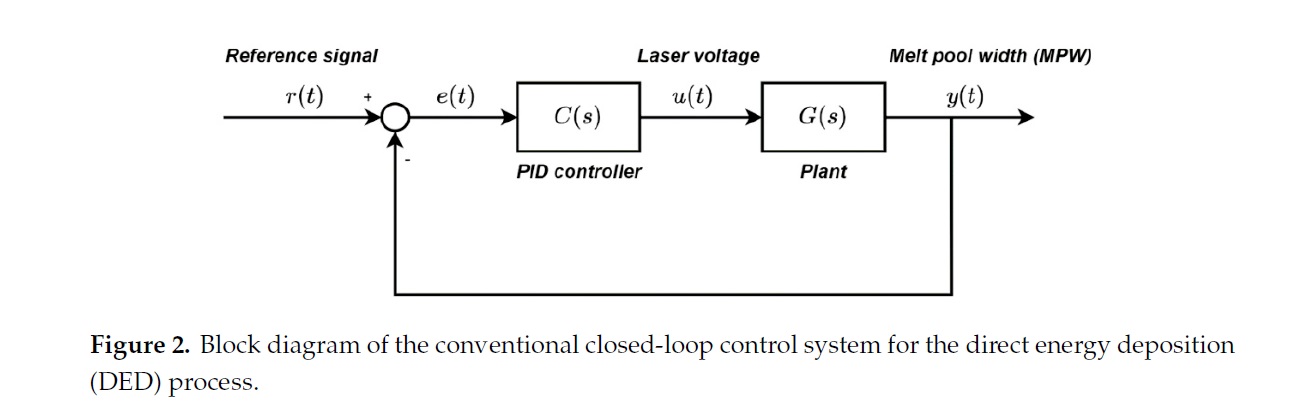 Reference signal Laser voltage Melt pool width (MPW)
r(t) + e(t) C(s) u(t) G(s) y(t)
-
PID controller Plant
Figure 2. Block diagram of the conventional closed-loop control system for the direct energy deposition
(DED) process.